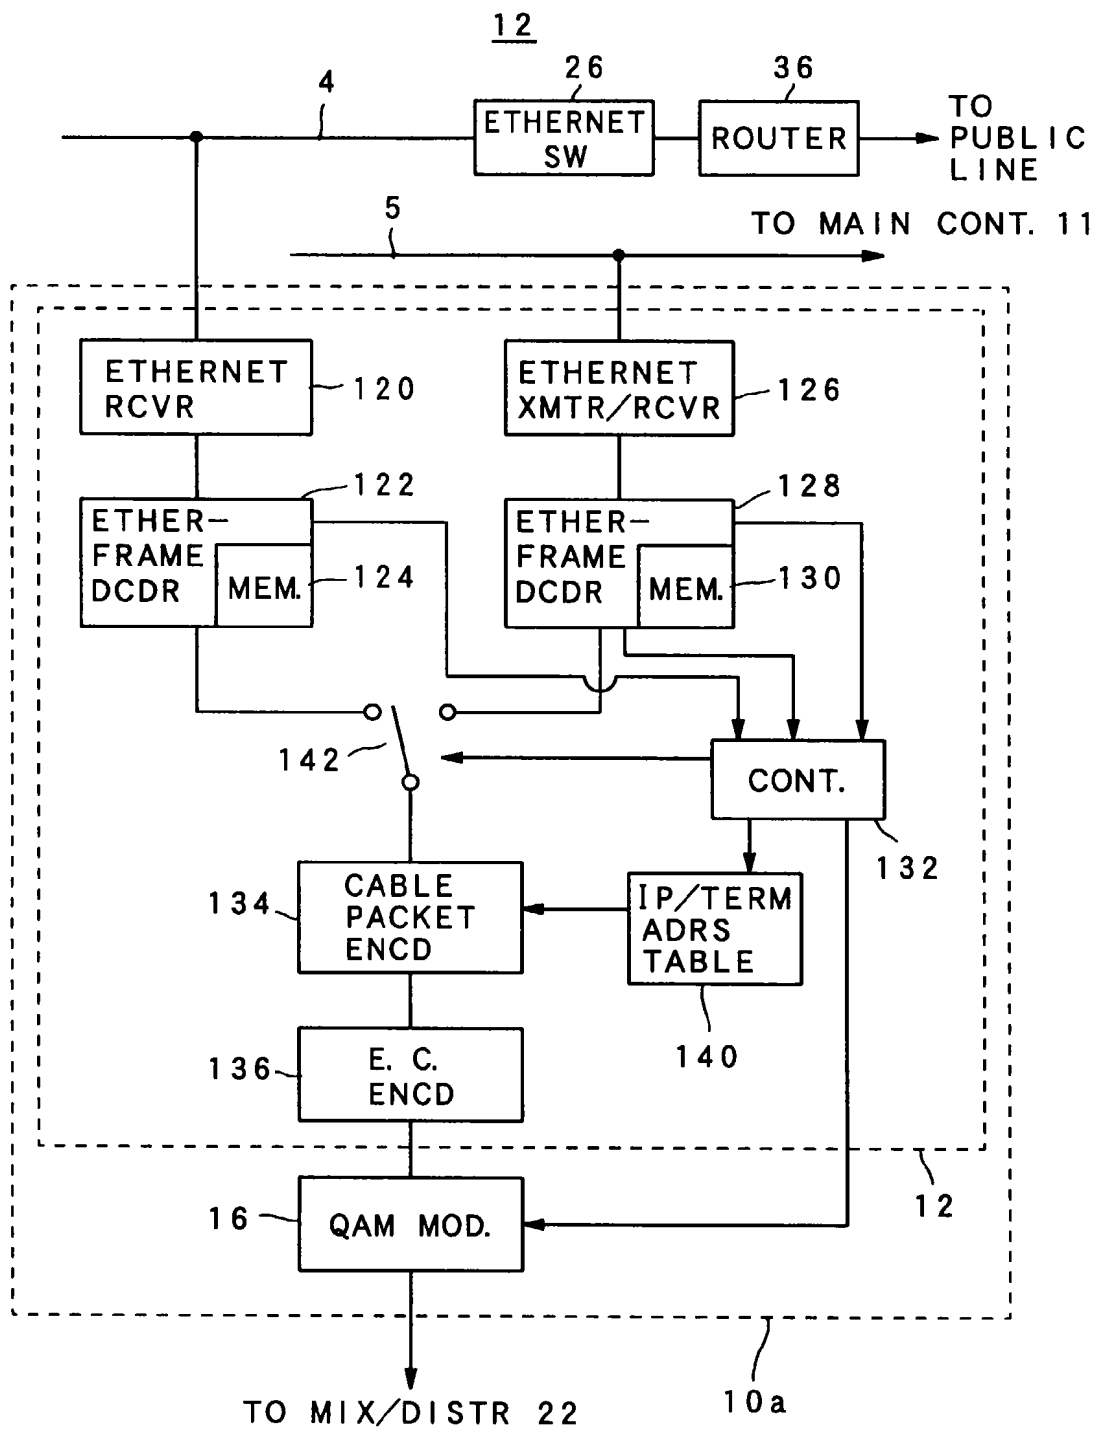 12
26
36
4
ETHERNET
SW
ROUTER
TO
PUBLIC
LINE
5
TO MAIN CONT. 11
ETHERNET
RCVR
120
ETHERNET
XMTR/RCVR
126
122
ETHER-
FRAME
DCDR
MEM.
124
128
ETHER-
FRAME
DCDR
MEM.
130
142
CONT.
132
134
CABLE
PACKET
ENCD
IP/TERM
ADRS
TABLE
140
136
E. C.
ENCD
12
16
QAM MOD.
10a
TO MIX/DISTR 22